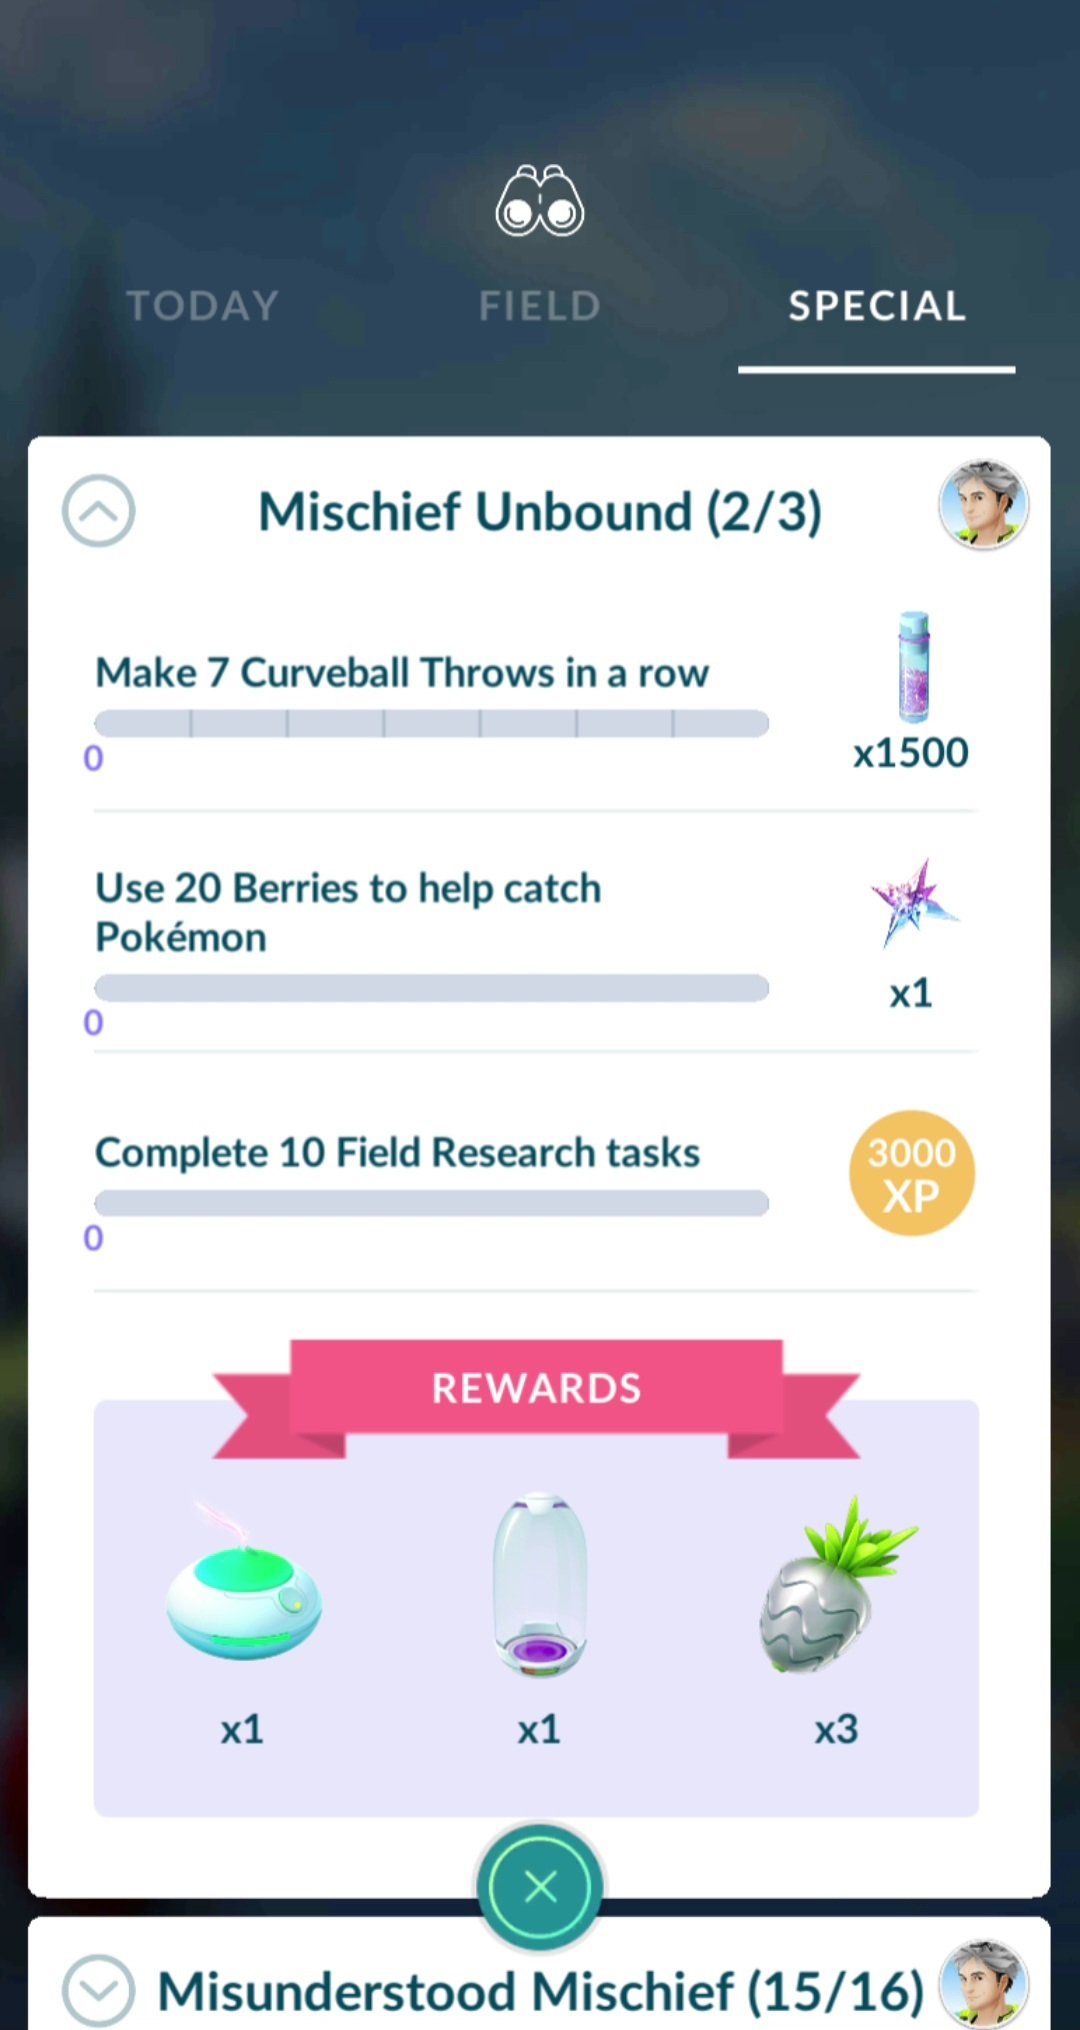 TODAY
FIELD
SPECIAL
Mischief Unbound (2/3)
Make 7 Curveball Throws in a row
0
x1500
Use 20 Berries to help catch
Pokémon
0
x1
Complete 10 Field Research tasks
0
3000
XP
REWARDS
x1
x1
x3
Misunderstood Mischief (15/16)